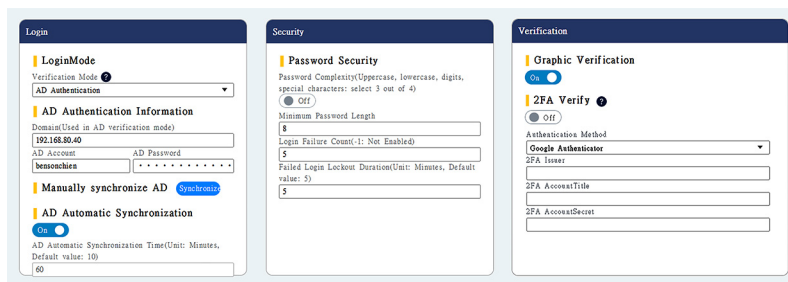 Login
LoginMode
Verification Mode ?
AD Authentication
AD Authentication Information
Domain(Used in AD verification mode)
192.168.80.40
AD Account AD Password
bensonchien
Manually synchronize AD Synchronize
AD Automatic Synchronization
On
AD Automatic Synchronization Time(Unit: Minutes,
Default value: 10)
60
Security
Password Security
Password Complexity(Uppercase, lowercase, digits,
special characters: select 3 out of 4)
Off
Minimum Password Length
8
Login Failure Count(-1: Not Enabled)
5
Failed Login Lockout Duration(Unit: Minutes, Default
value: 5)
5
Verification
Graphic Verification
On
2FA Verify ?
Off
Authentication Method
Google Authenticator
2FA Issuer
2FA AccountTitle
2FA AccountSecret